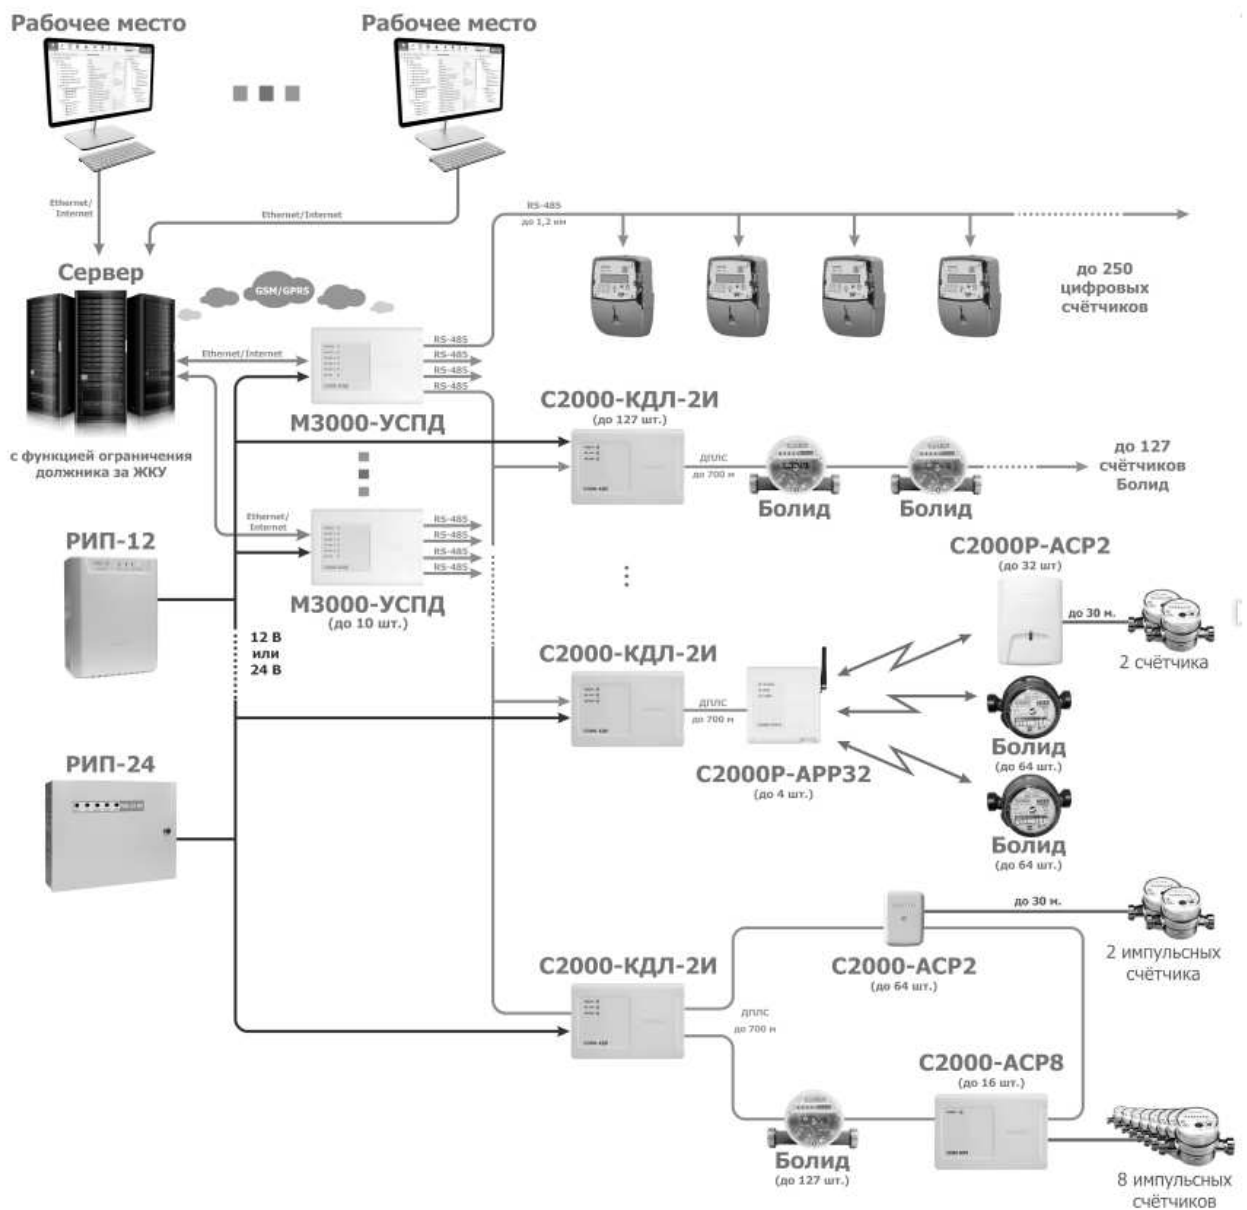 Рабочее место
Рабочее место
Ethernet/
Internet
Ethernet/Internet
RS-485
до 1,2 км
Сервер
GSM/GPRS
до 250
цифровых
счётчиков
Ethernet/Internet
RS-485
RS-485
RS-485
RS-485
М3000-УСПД
с функцией ограничения
должника за ЖКУ
С2000-КДЛ-2И
(до 127 шт.)
ДПЛС
до 700 м
Болид
Болид
до 127
счётчиков
Болид
Ethernet/
Internet
RS-485
RS-485
RS-485
RS-485
М3000-УСПД
(до 10 шт.)
РИП-12
12 В
или
24 В
С2000Р-АСР2
(до 32 шт)
до 30 м.
2 счётчика
С2000-КДЛ-2И
ДПЛС
до 700 м
С2000Р-АРР32
(до 4 шт.)
Болид
(до 64 шт.)
Болид
(до 64 шт.)
РИП-24
С2000-КДЛ-2И
ДПЛС
до 700 м
С2000-АСР2
(до 64 шт.)
до 30 м.
2 импульсных
счётчика
С2000-АСР8
(до 16 шт.)
Болид
(до 127 шт.)
8 импульсных
счётчиков